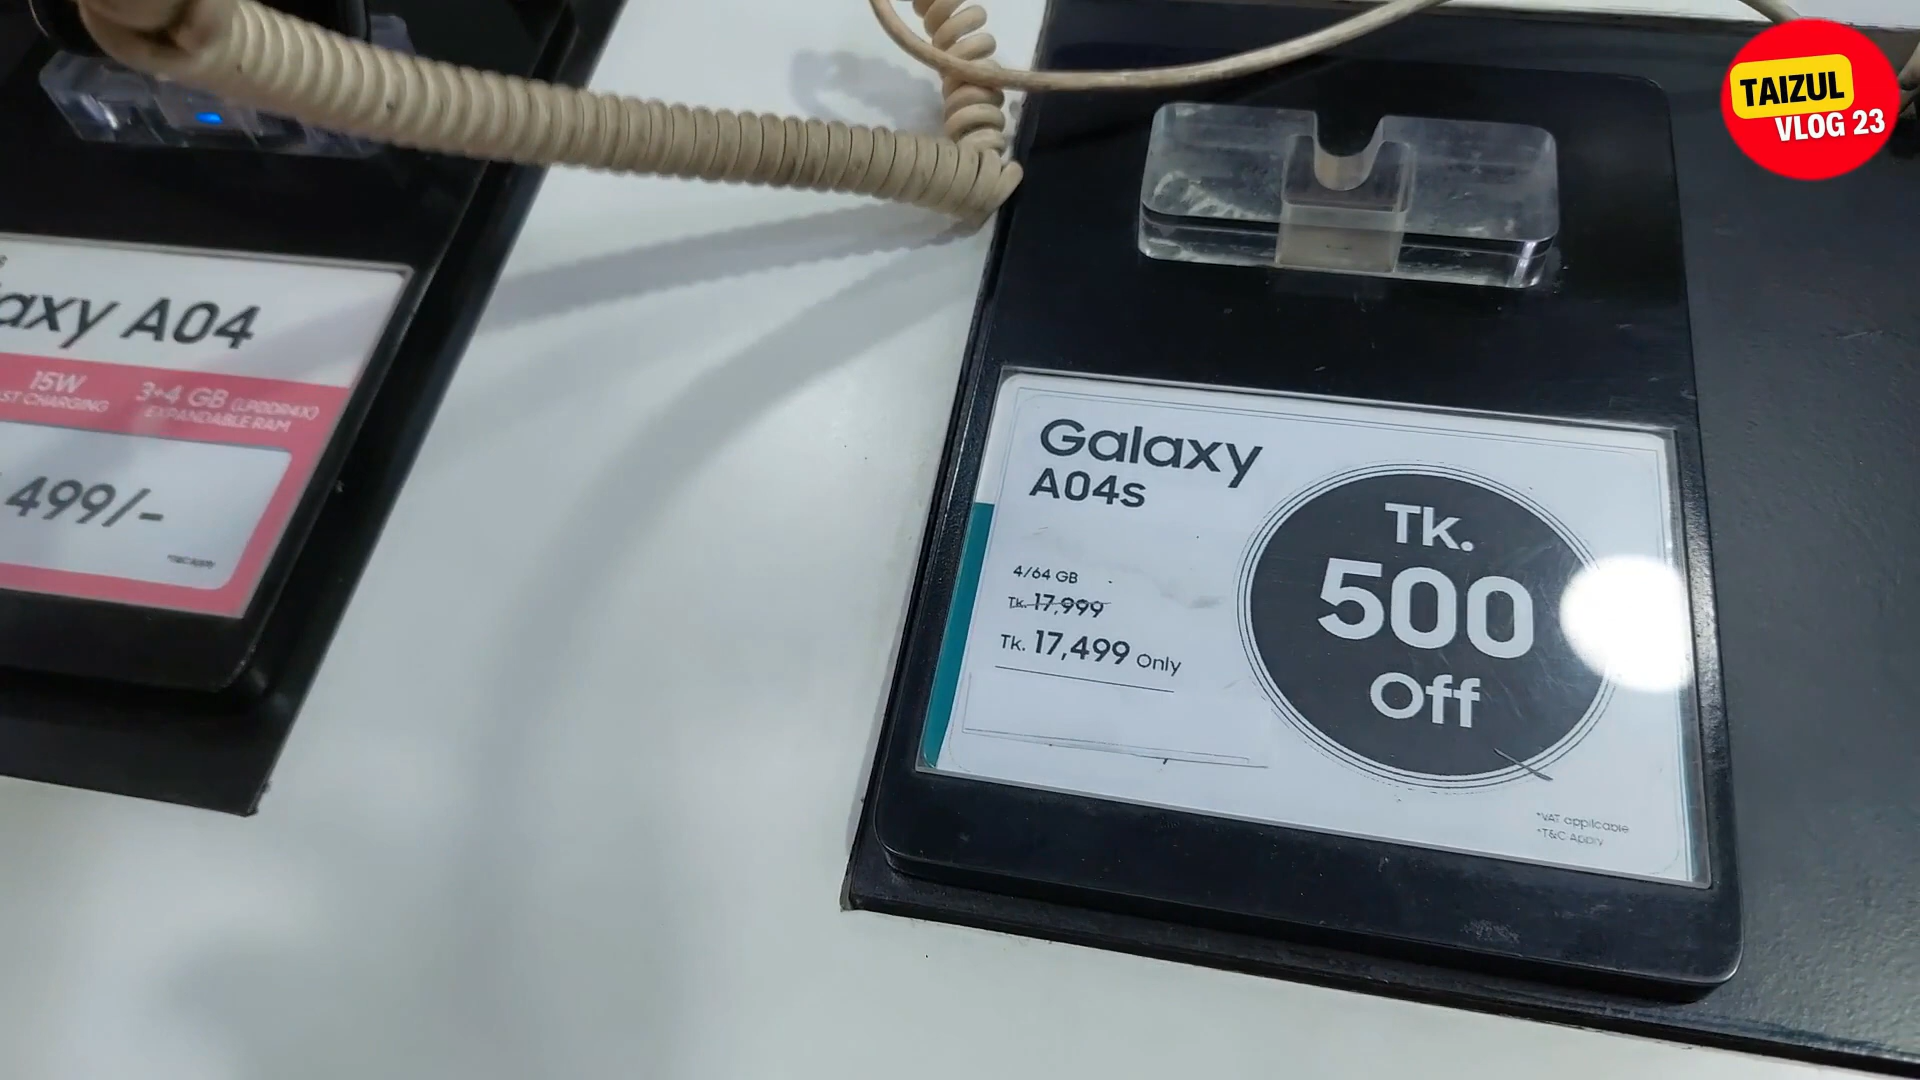 TAIZUL
VLOG 23
axy A04
15W
ST CHARGING
3+4 GB (LPDDR4X)
EXPANDABLE RAM
499/-
*T&C Apply
Galaxy
A04s
4/64 GB
Tk. 17,999
Tk. 17,499 Only
Tk.
500
Off
*VAT applicable
*T&C Apply